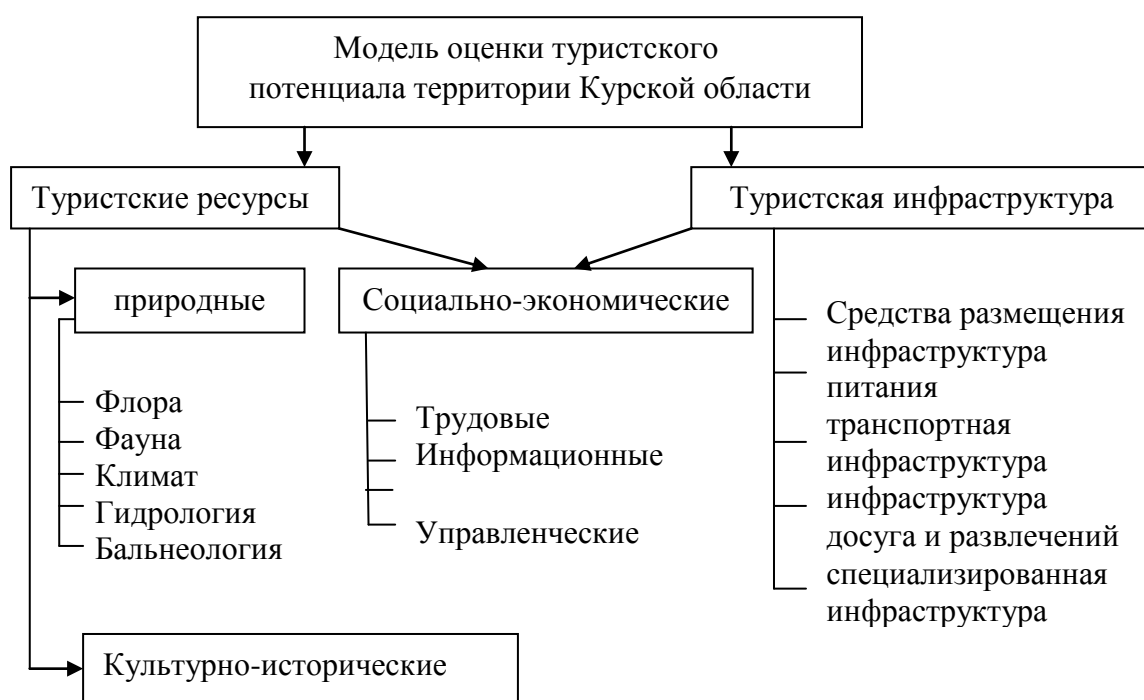 Модель оценки туристского
потенциала территории Курской области
Туристские ресурсы
Туристская инфраструктура
природные
Социально-экономические
Флора
Фауна
Климат
Гидрология
Бальнеология
Трудовые
Информационные
Управленческие
Средства размещения
инфраструктура
питания
транспортная
инфраструктура
инфраструктура
досуга и развлечений
специализированная
инфраструктура
Культурно-исторические